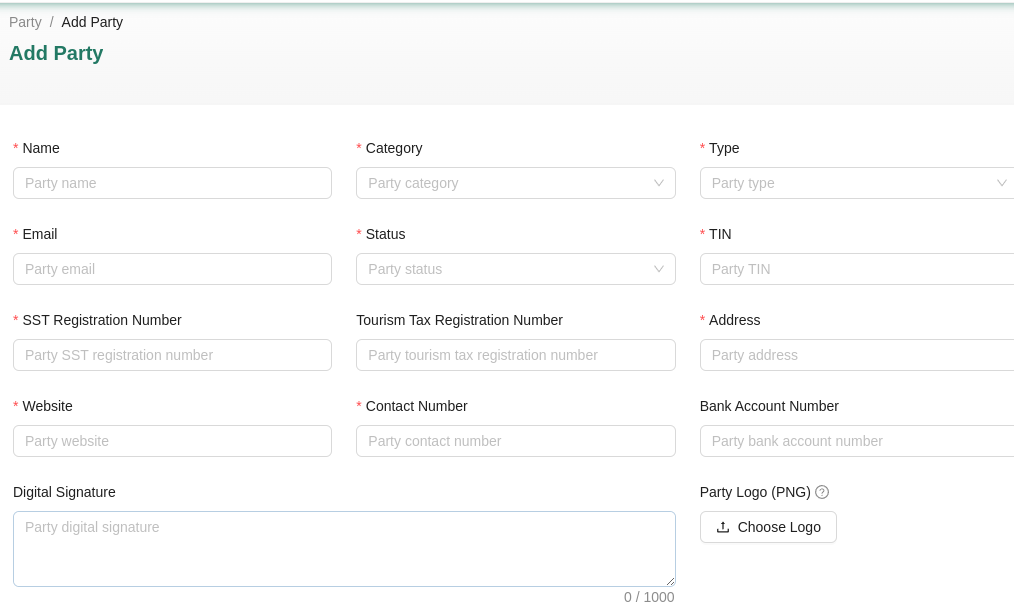 Party / Add Party
Add Party
* Name
* Category
* Type
Party name
Party category
Party type
* Email
* Status
* TIN
Party email
Party status
Party TIN
* SST Registration Number
Tourism Tax Registration Number
* Address
Party SST registration number
Party tourism tax registration number
Party address
* Website
* Contact Number
Bank Account Number
Party website
Party contact number
Party bank account number
Digital Signature
Party Logo (PNG) ?
Party digital signature
Choose Logo
0 / 1000